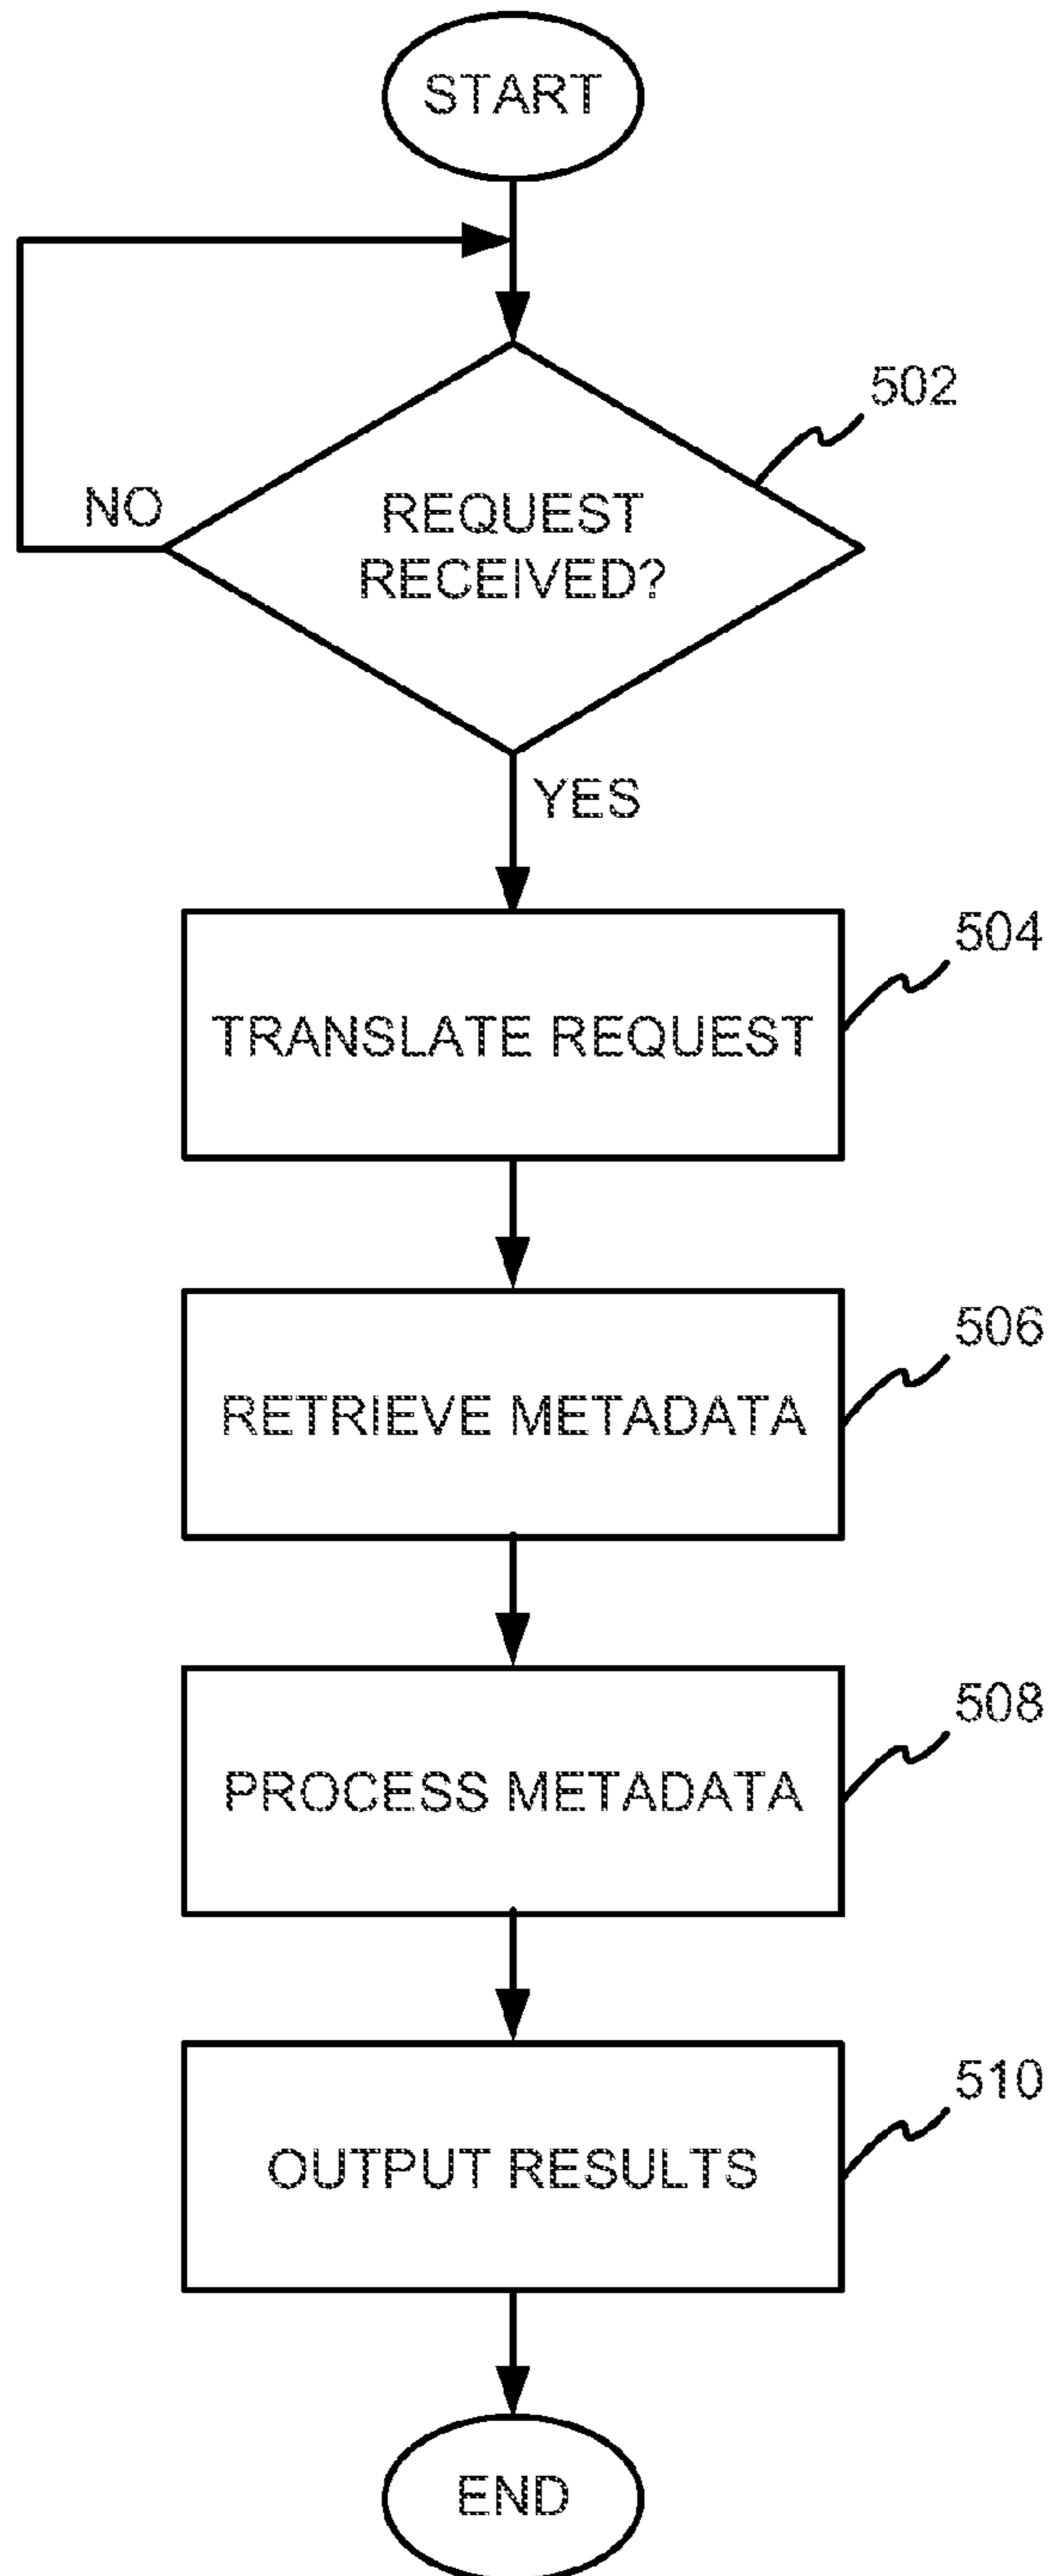 START
502
REQUEST
RECEIVED?
NO
YES
504
TRANSLATE REQUEST
506
RETRIEVE METADATA
508
PROCESS METADATA
510
OUTPUT RESULTS
END